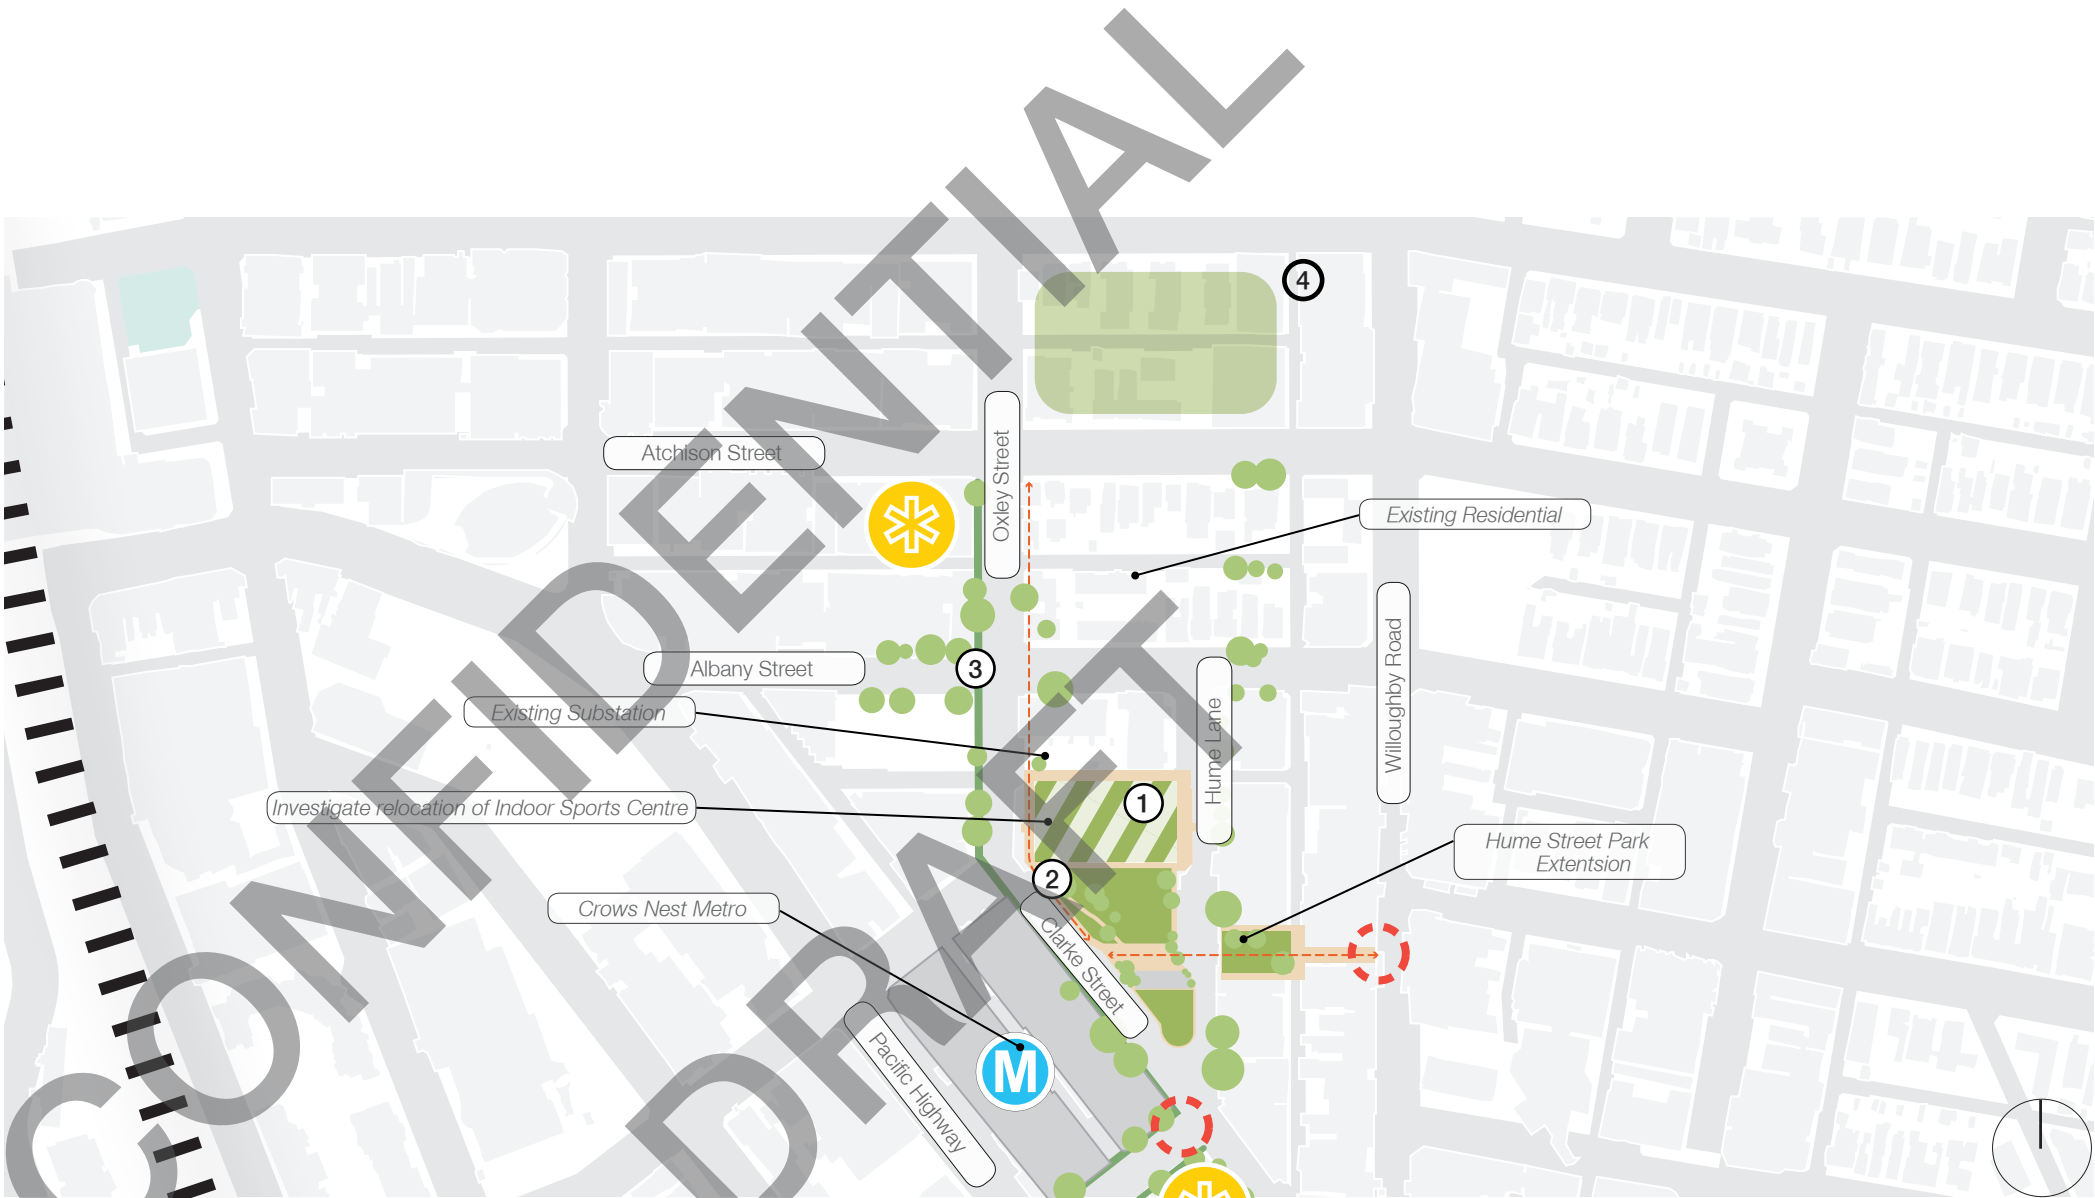 CONFIDENTIAL
DRAFT
4
Atchison Street
Oxley Street
Existing Residential
3
Albany Street
Existing Substation
Willoughby Road
Hume Lane
Investigate relocation of Indoor Sports Centre
1
Hume Street Park
Extentsion
2
Crows Nest Metro
Clarke Street
M
Pacific Highway
D